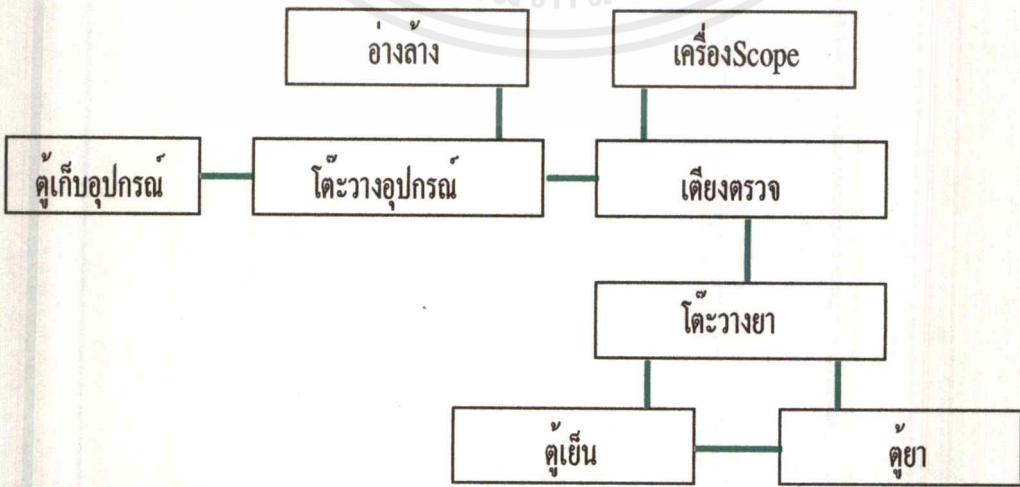 อ่างล้าง
เครื่องScope
ตู้เก็บอุปกรณ์
โต๊ะวางอุปกรณ์
เตียงตรวจ
โต๊ะวางยา
ตู้เย็น
ตู้ยา